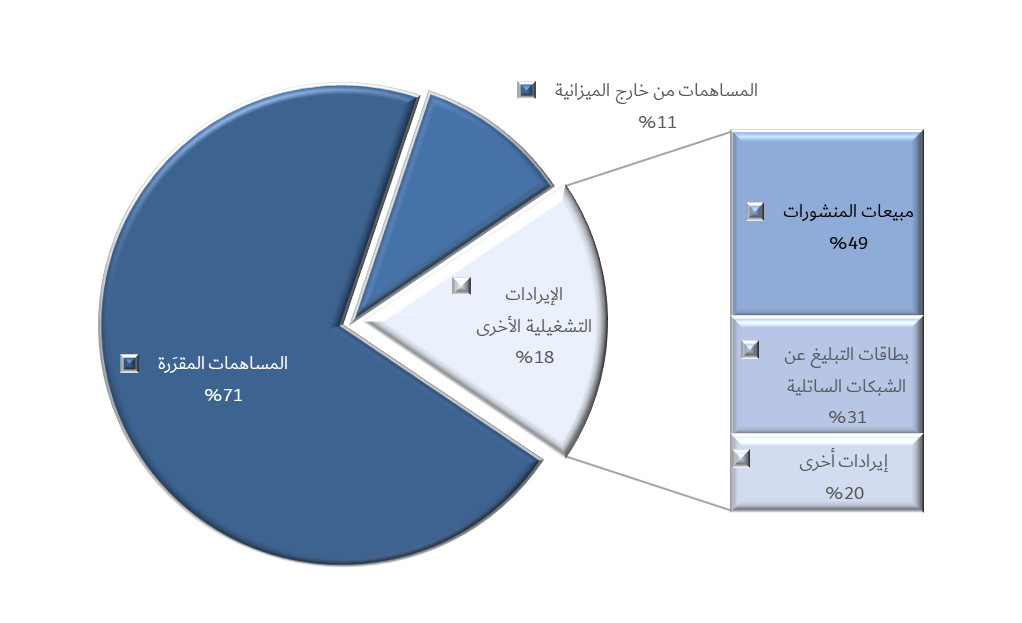 المساهمات من خارج الميزانية
%11
مبيعات المنشورات
%49
الإيرادات
التشغيلية الأخرى
%18
بطاقات التبليغ عن
الشبكات الساتلية
%31
المساهمات المقرَرة
%71
إيرادات أخرى
%20